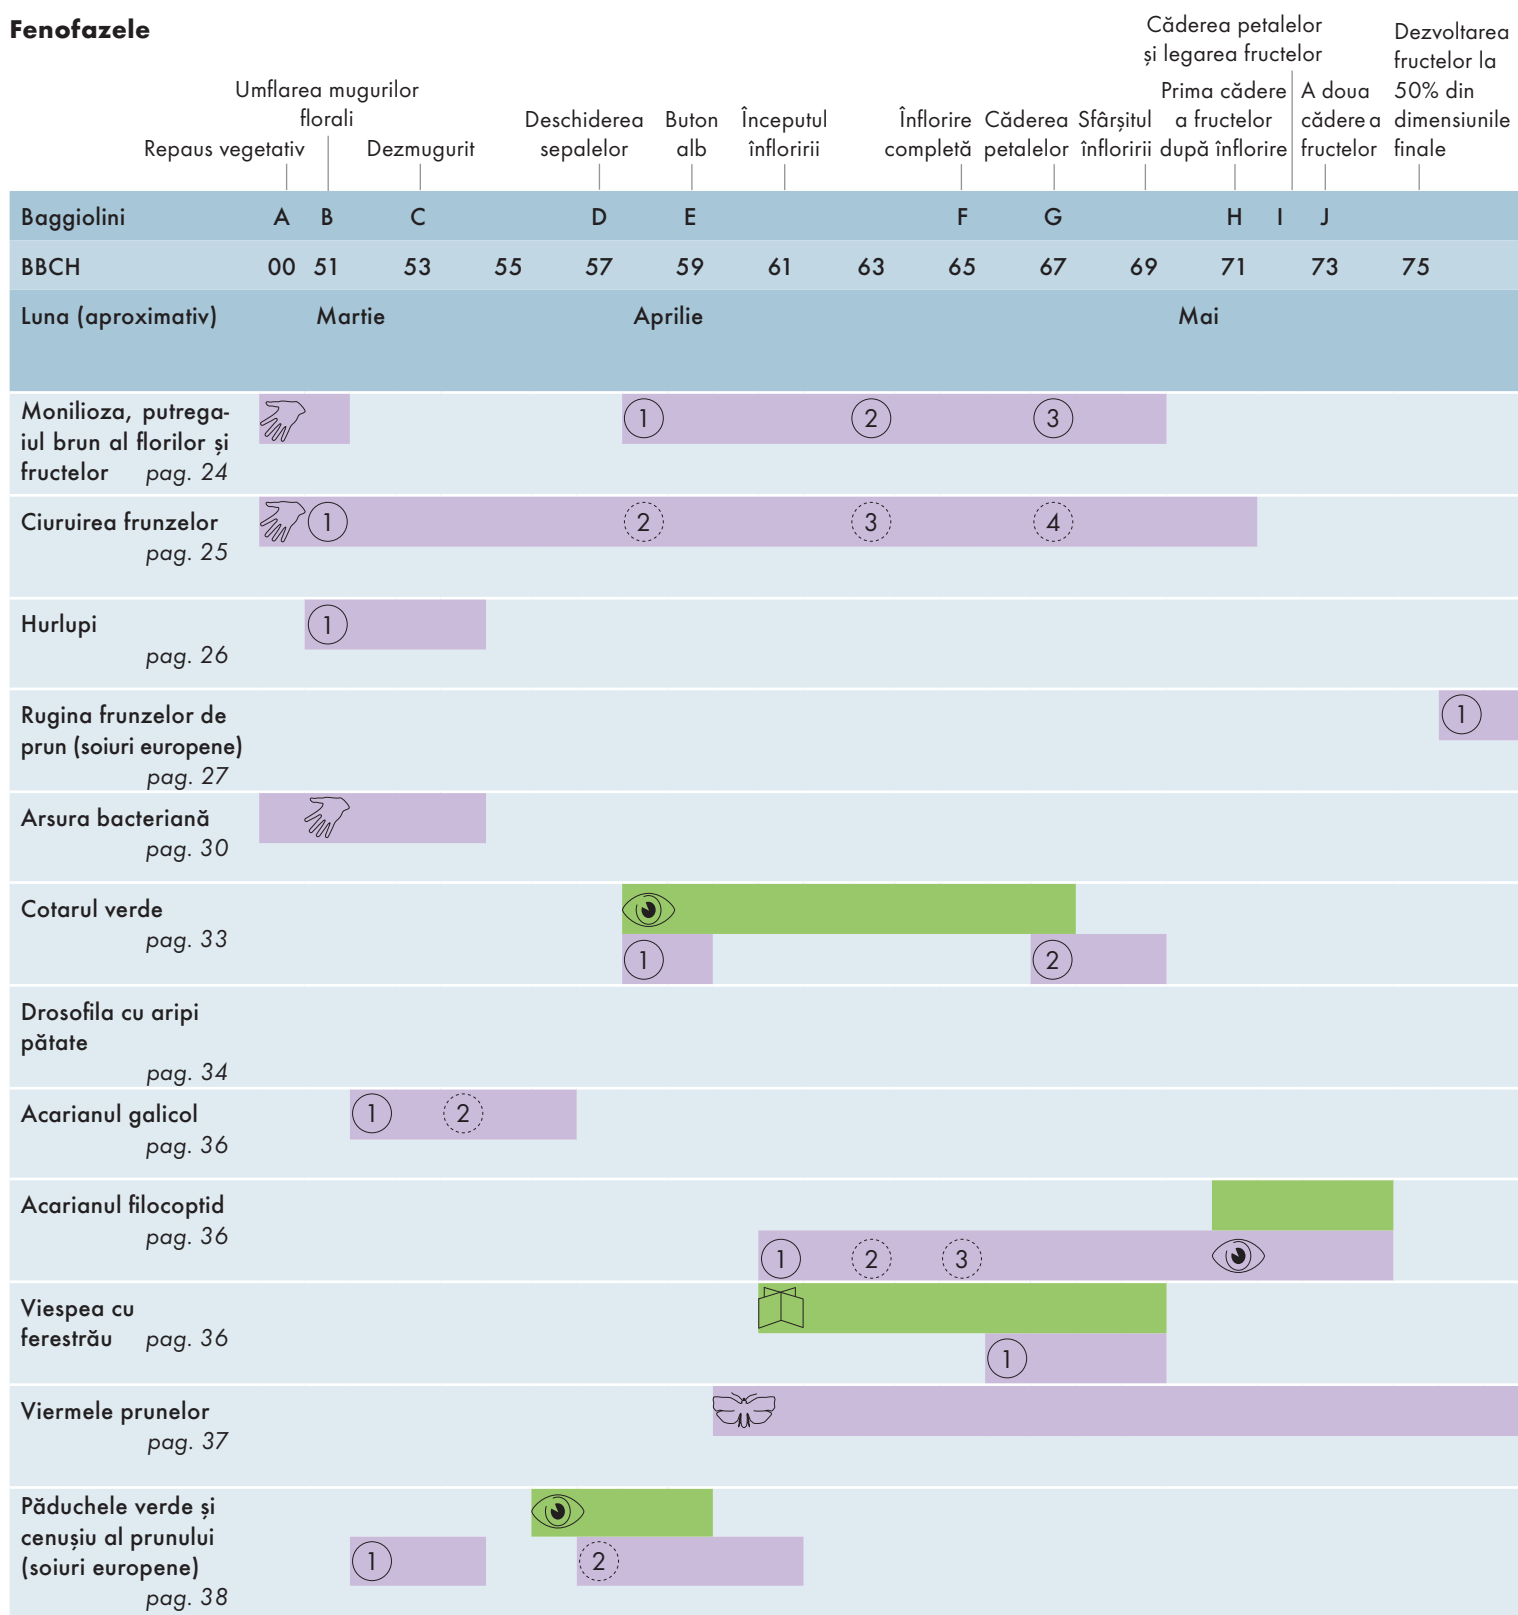 Fenofazele
Căderea petalelor
și legarea fructelor
Dezvoltarea
fructelor la
50% din
dimensiunile
finale
Umflarea mugurilor
florali
Prima cădere
a fructelor
după înflorire
A doua
cădere a
fructelor
Repaus vegetativ
Dezmugurit
Deschiderea
sepalelor
Buton
alb
Începutul
înfloririi
Înflorire
completă
Căderea
petalelor
Sfârșitul
înfloririi
Baggiolini A B C D E F G H I J
BBCH 00 51 53 55 57 59 61 63 65 67 69 71 73 75
Luna (aproximativ) Martie Aprilie Mai
Monilioza, putrega-
iul brun al florilor și
fructelor pag. 24
1 2 3
Ciuruirea frunzelor
pag. 25
1 2 3 4
Hurlupi
pag. 26
1
Rugina frunzelor de
prun (soiuri europene)
pag. 27
1
Arsura bacteriană
pag. 30
Cotarul verde
pag. 33
1 2
Drosofila cu aripi
pătate
pag. 34
Acarianul galicol
pag. 36
1 2
Acarianul filocoptid
pag. 36
1 2 3
Viespea cu
ferestrău pag. 36
1
Viermele prunelor
pag. 37
Păduchele verde și
cenușiu al prunului
(soiuri europene)
pag. 38
1 2